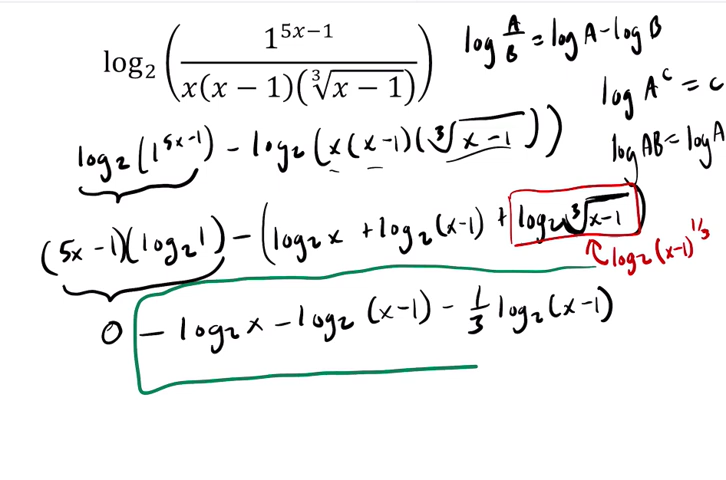 log₂ ( 1^(5x−1) / ( x(x − 1)(∛(x − 1)) ) )
log A/B = log A − log B
log A^c = c
log AB = log A
log₂(1^(5x−1)) − log₂(x(x−1)(∛(x−1)))
(5x−1)(log₂1) − (log₂x + log₂(x−1) + log₂∛(x−1))
log₂(x−1)^(1/3)
0 − log₂x − log₂(x−1) − 1/3 log₂(x−1)